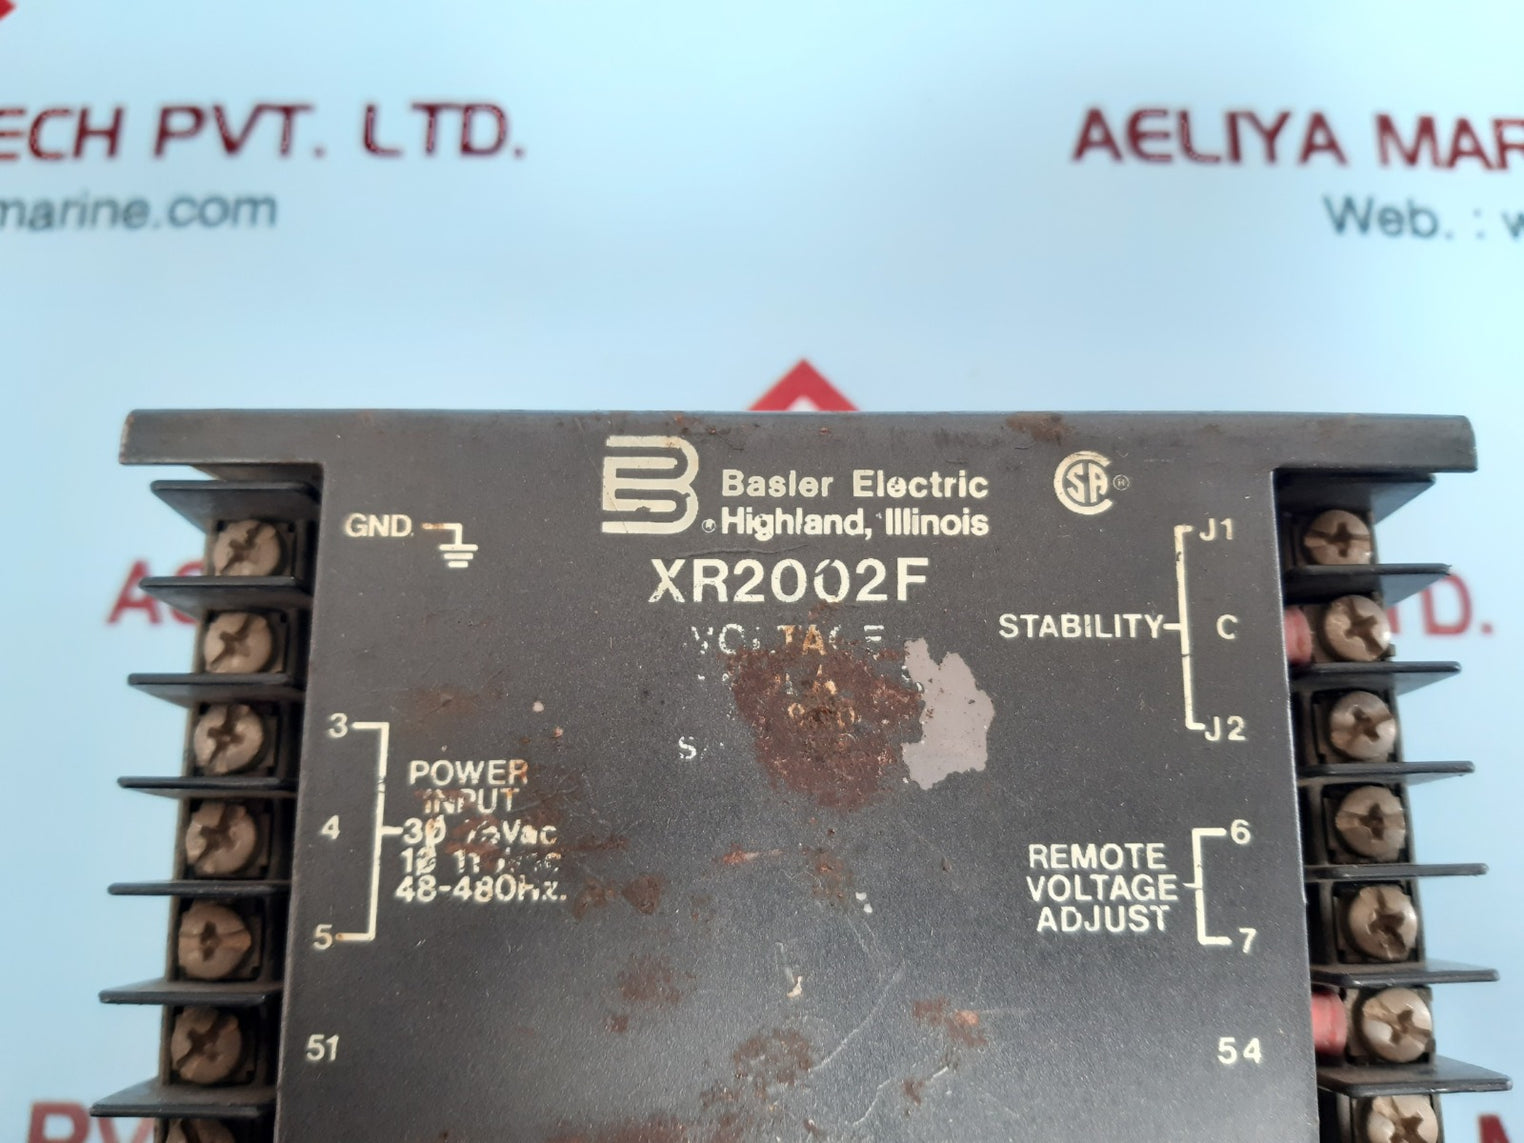 ECH PVT. LTD.
marine.com
AELIYA MAR
Web. : w
Basler Electric
Highland, Illinois
XR2002F
GND
STABILITY
J1
C
J2
3
4
5
POWER
INPUT
48-480Hz.
REMOTE
VOLTAGE
ADJUST
6
7
51
54